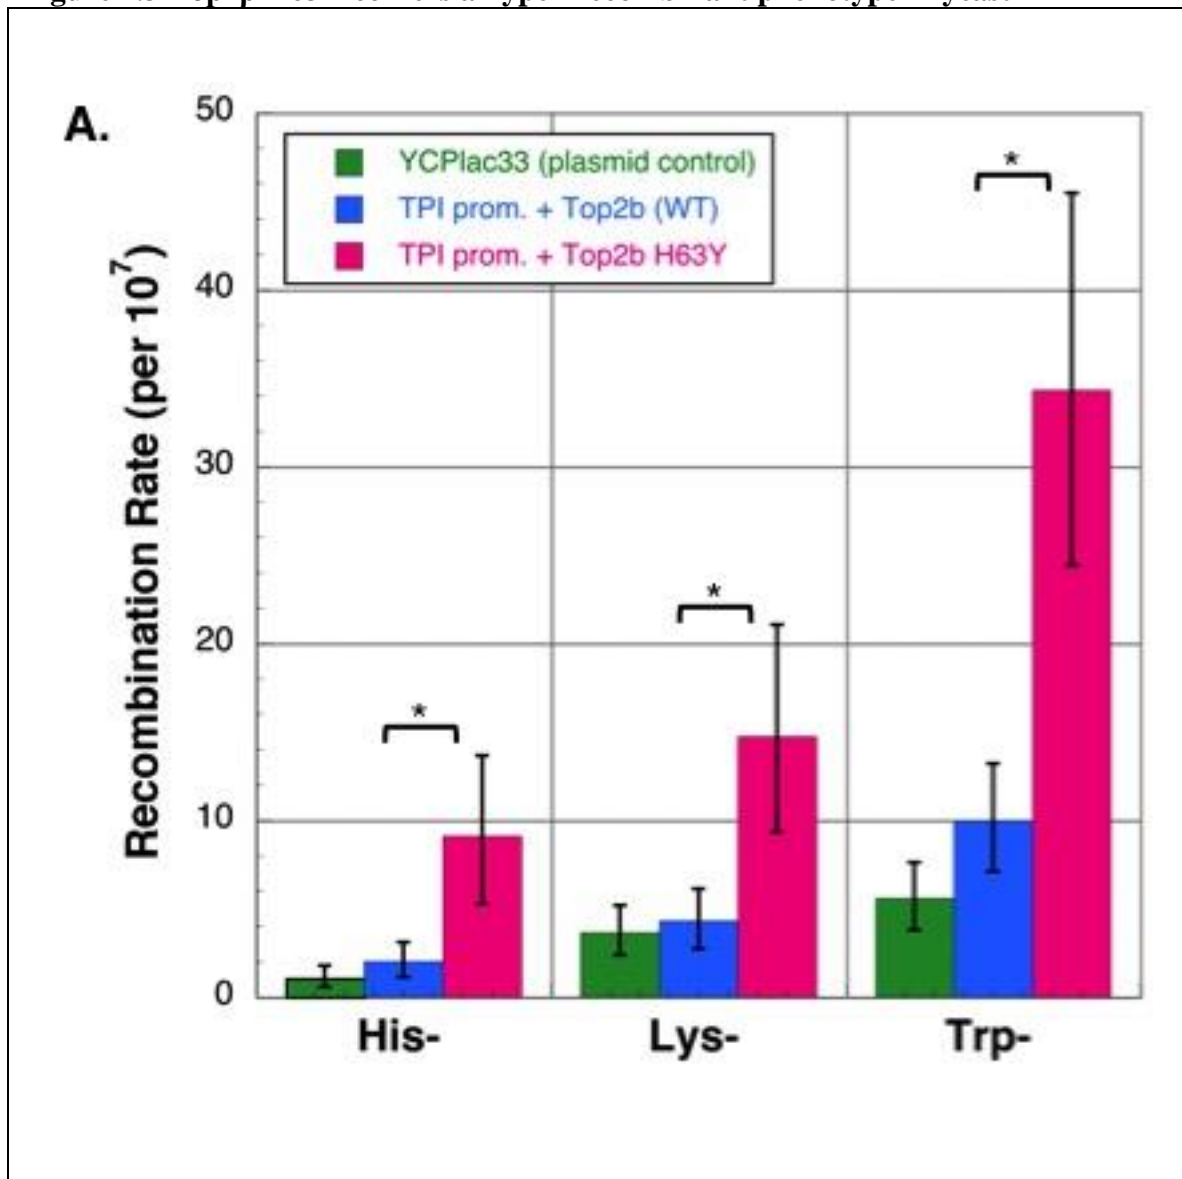 A.
50
YCPlac33 (plasmid control)
TPI prom. + Top2b (WT)
TPI prom. + Top2b H63Y
40
30
20
10
0
Recombination Rate (per 10⁷)
*
*
*
His-
Lys-
Trp-